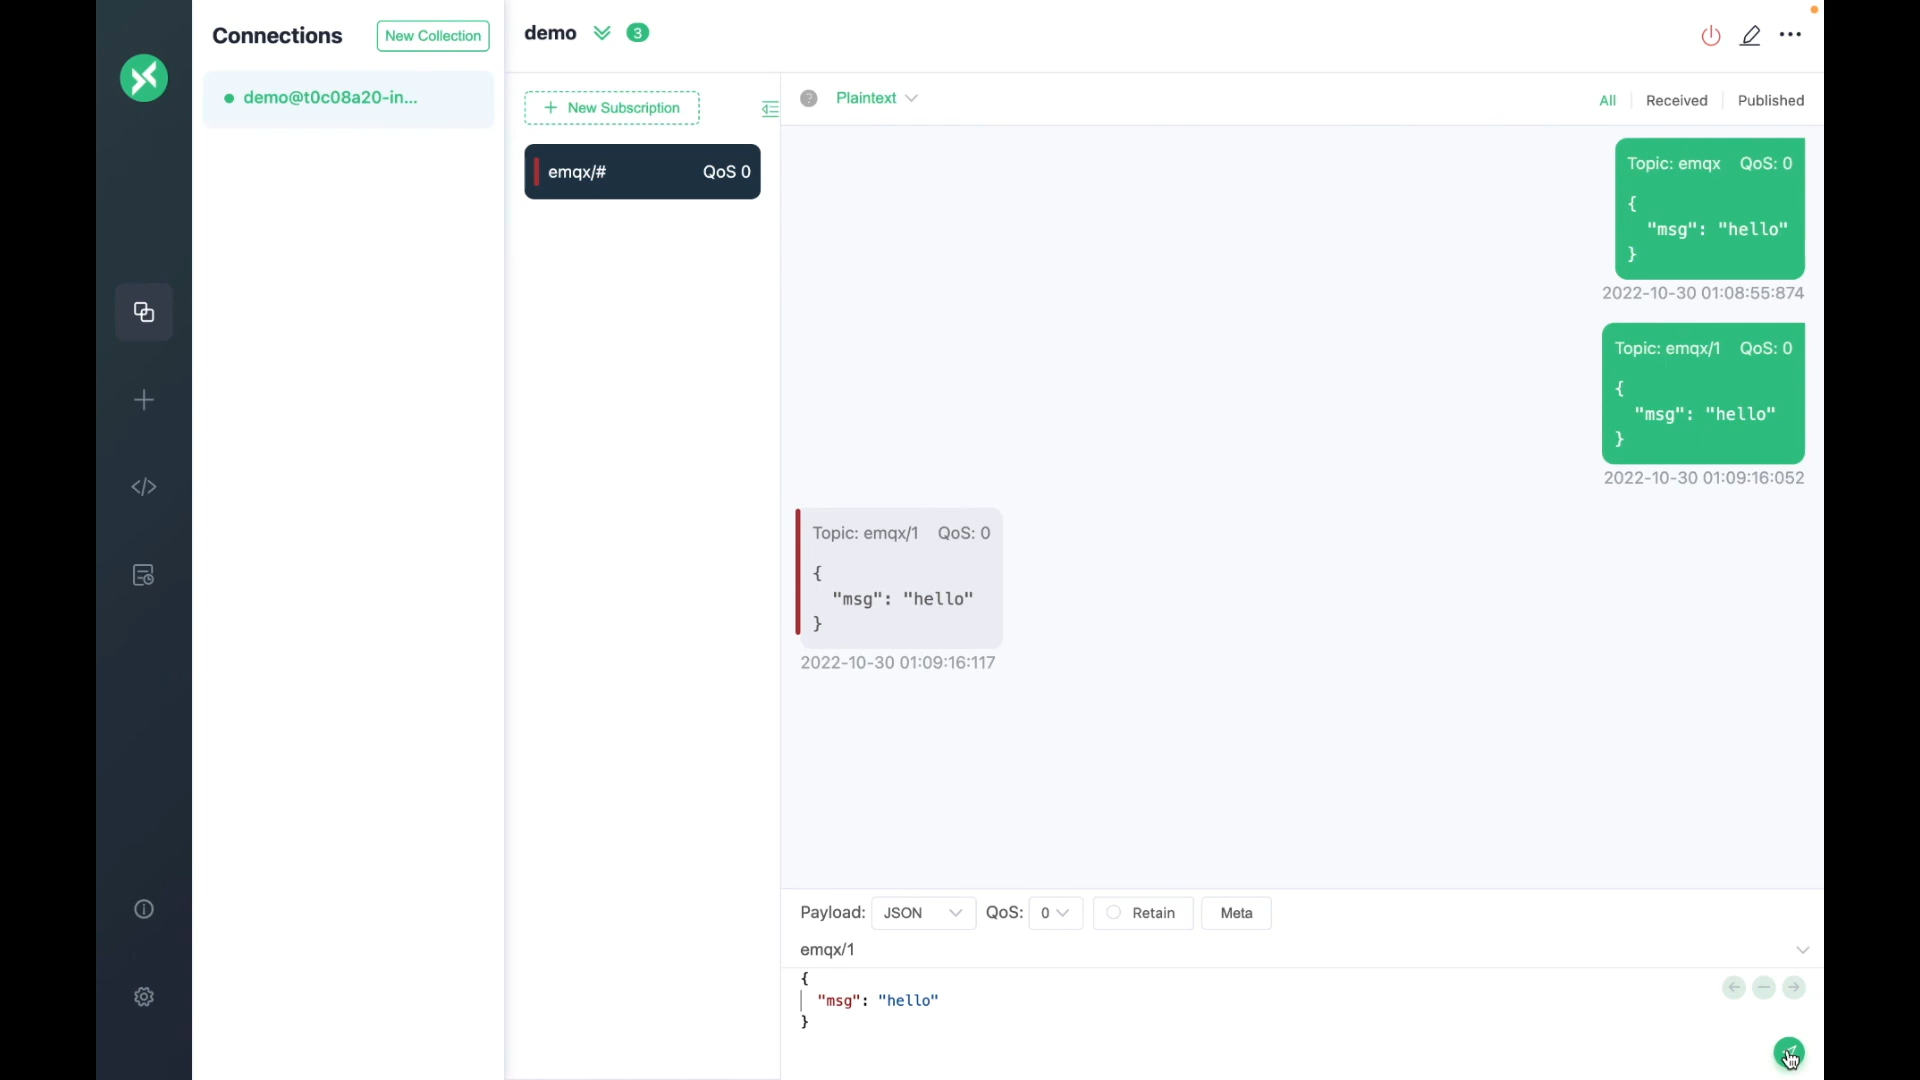 Connections
New Collection
demo@t0c08a20-in...
demo
3
New Subscription
emqx/#
QoS 0
Plaintext
All
Received
Published
Topic: emqx QoS: 0
{
"msg": "hello"
}
2022-10-30 01:08:55:874
Topic: emqx/1 QoS: 0
{
"msg": "hello"
}
2022-10-30 01:09:16:052
Topic: emqx/1 QoS: 0
{
"msg": "hello"
}
2022-10-30 01:09:16:117
Payload: JSON QoS: 0 Retain Meta
emqx/1
{
"msg": "hello"
}